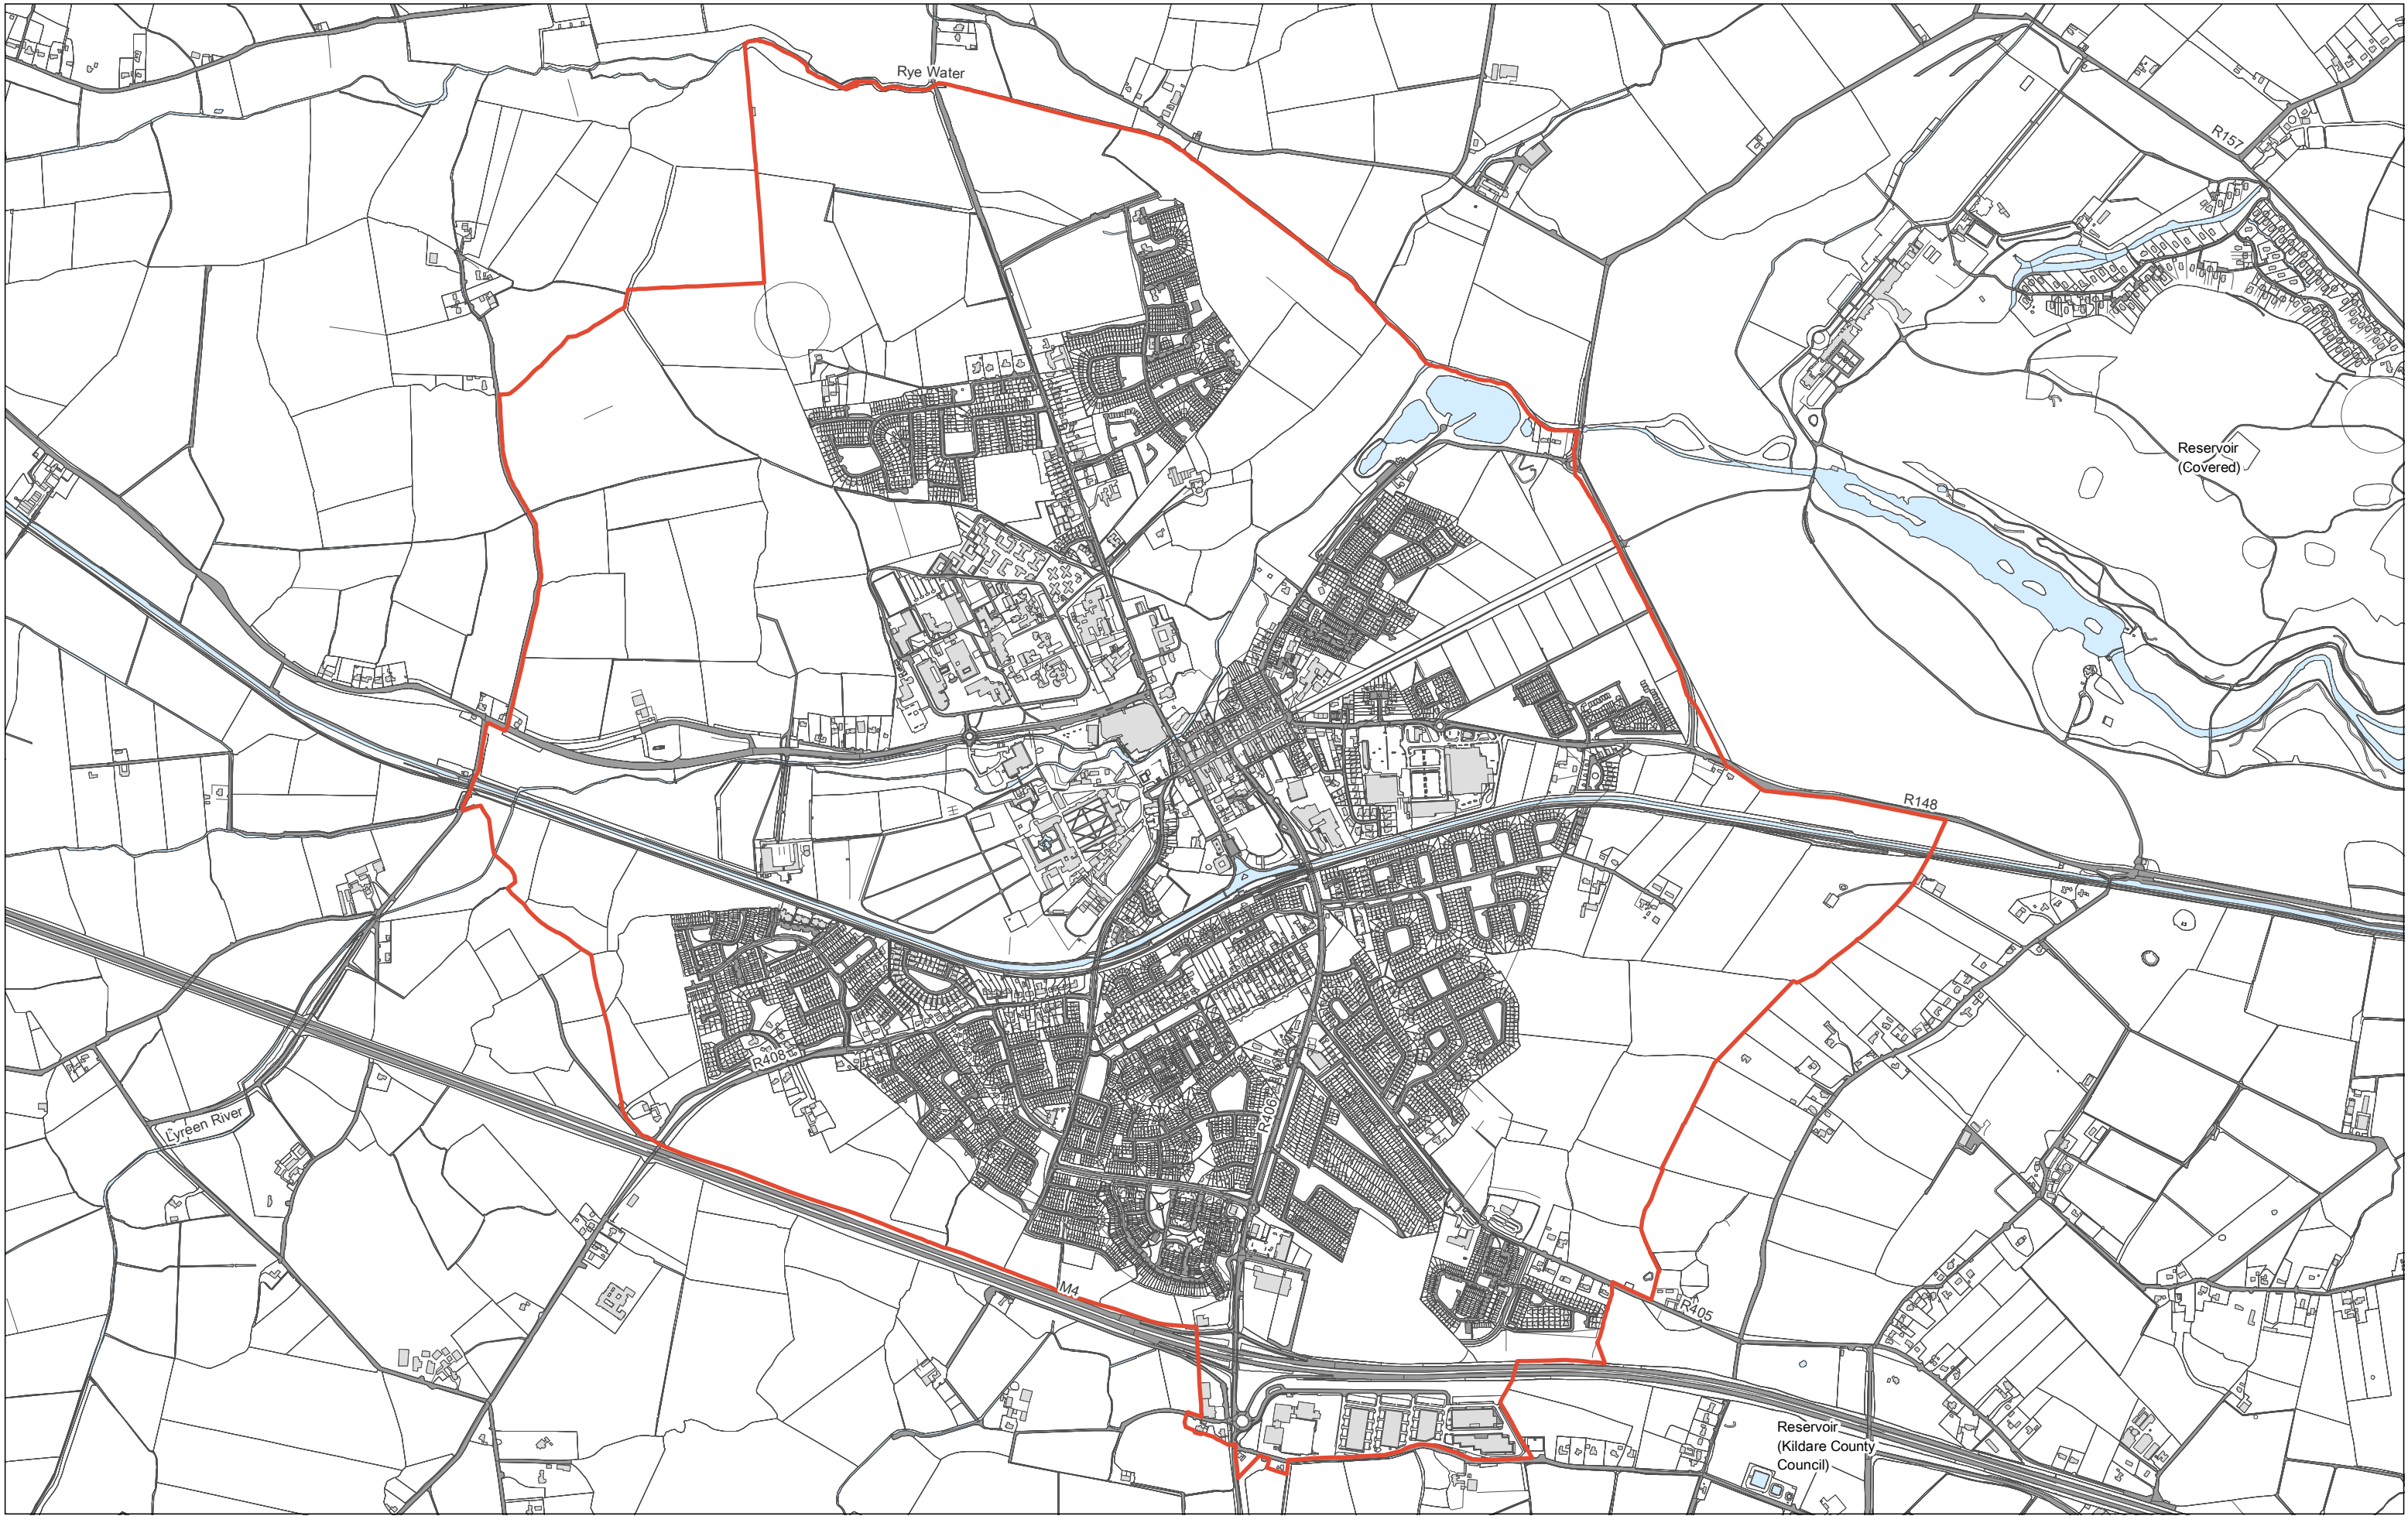 Rye Water
R157
Reservoir
(Covered)
R148
R408
Lyreen River
R406
M4
R405
Reservoir
(Kildare County
Council)